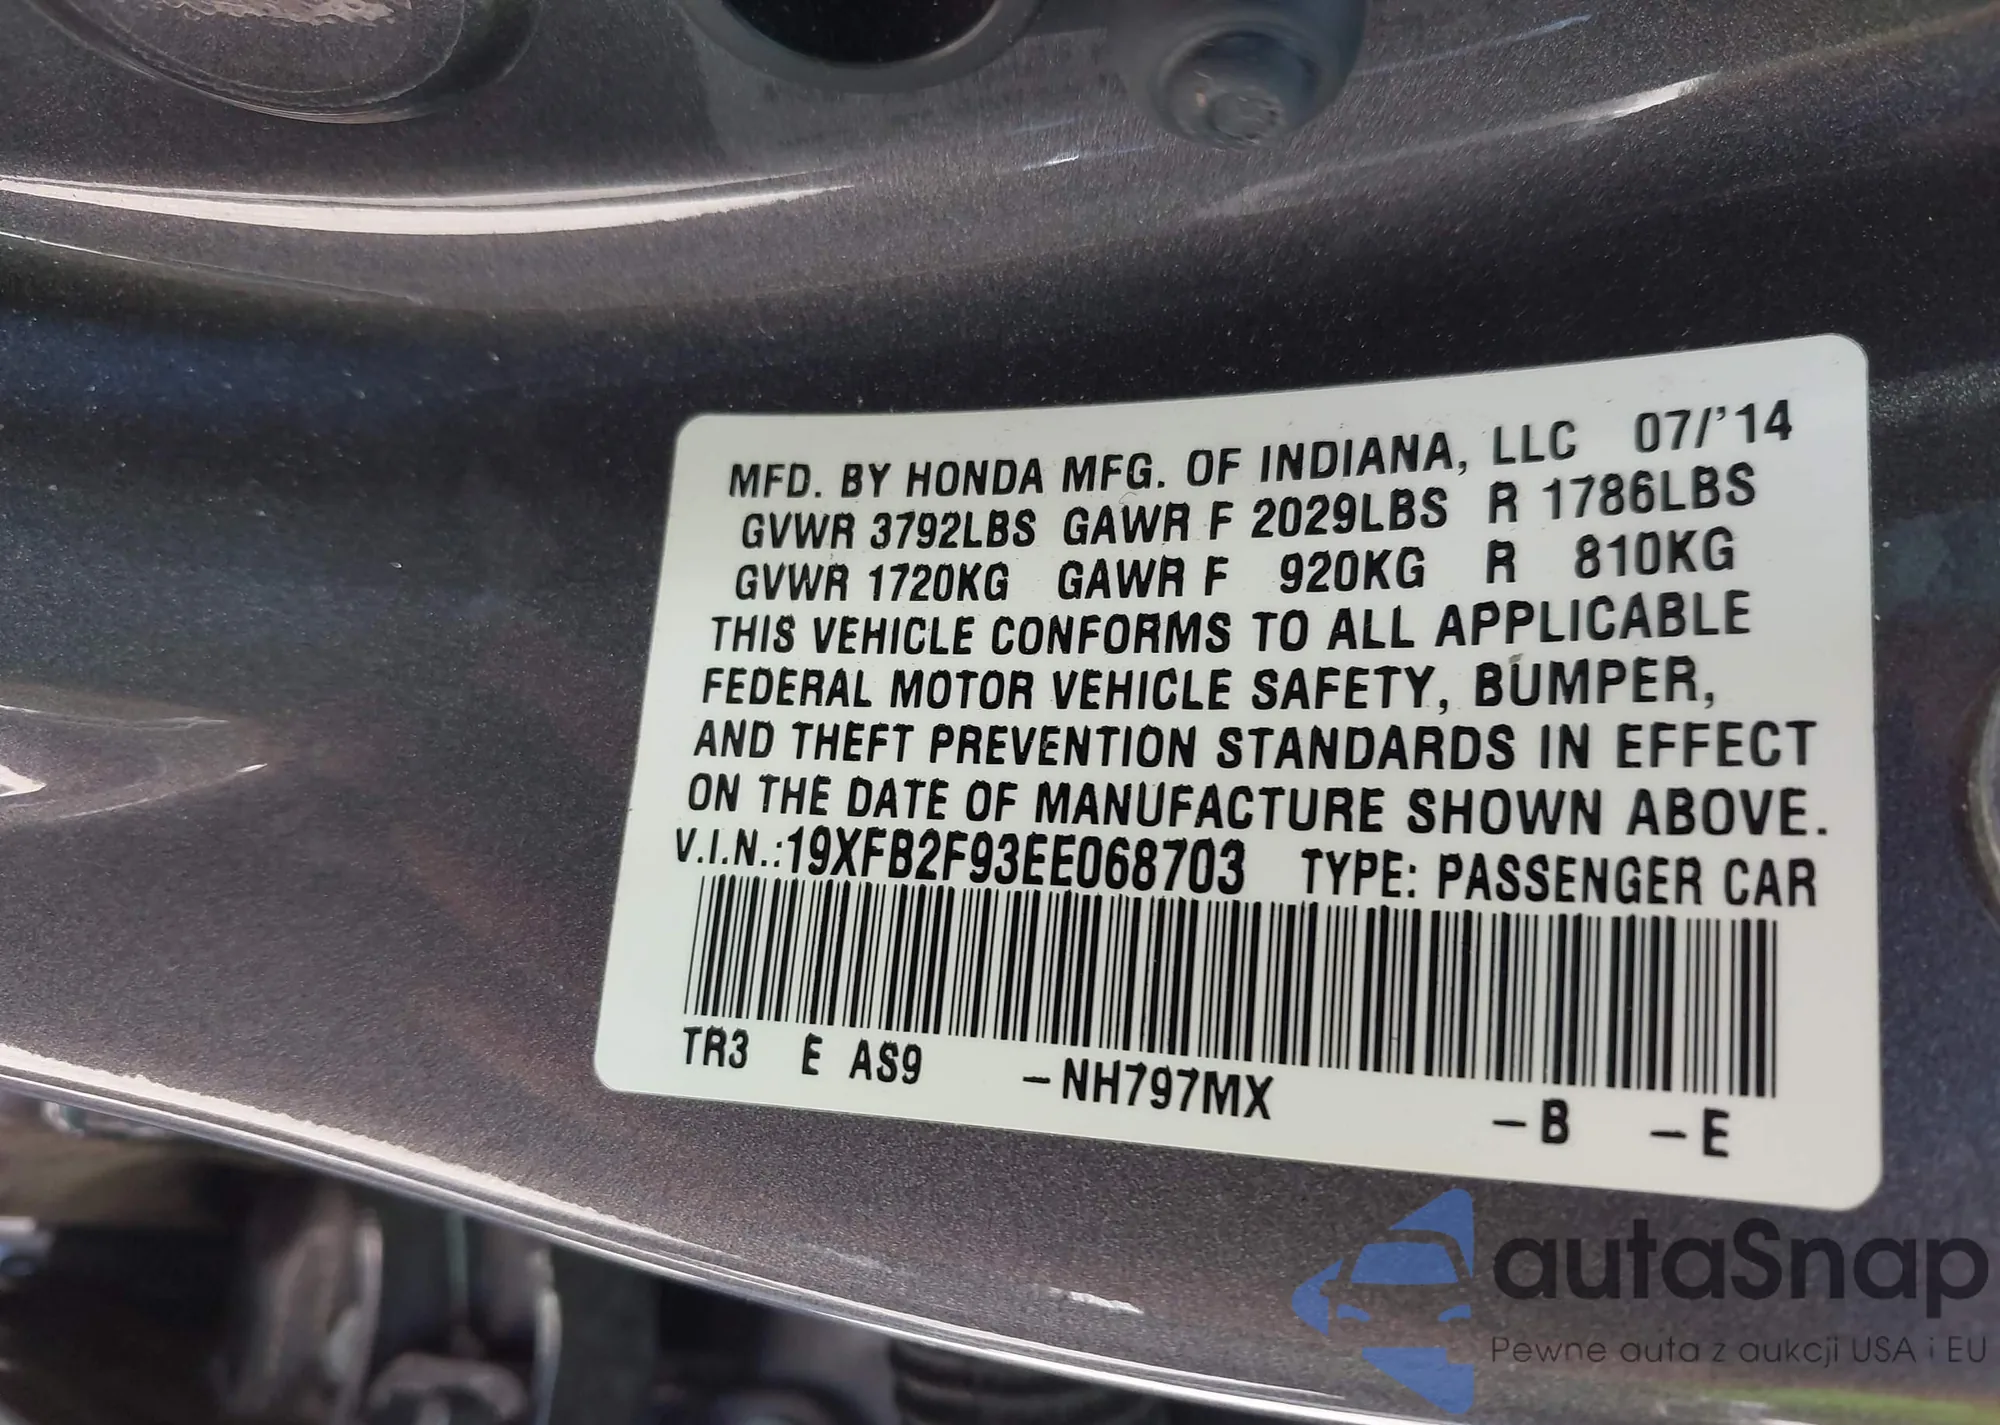 MFD. BY HONDA MFG. OF INDIANA, LLC 07/'14
GVWR 3792LBS GAWR F 2029LBS R 1786LBS
GVWR 1720KG GAWR F 920KG R 810KG
THIS VEHICLE CONFORMS TO ALL APPLICABLE
FEDERAL MOTOR VEHICLE SAFETY, BUMPER,
AND THEFT PREVENTION STANDARDS IN EFFECT
ON THE DATE OF MANUFACTURE SHOWN ABOVE.
V.I.N.:19XFB2F93EE068703 TYPE: PASSENGER CAR
TR3 E AS9 -NH797MX -B -E
autaSnap
Pewne auta z aukcji USA i EU